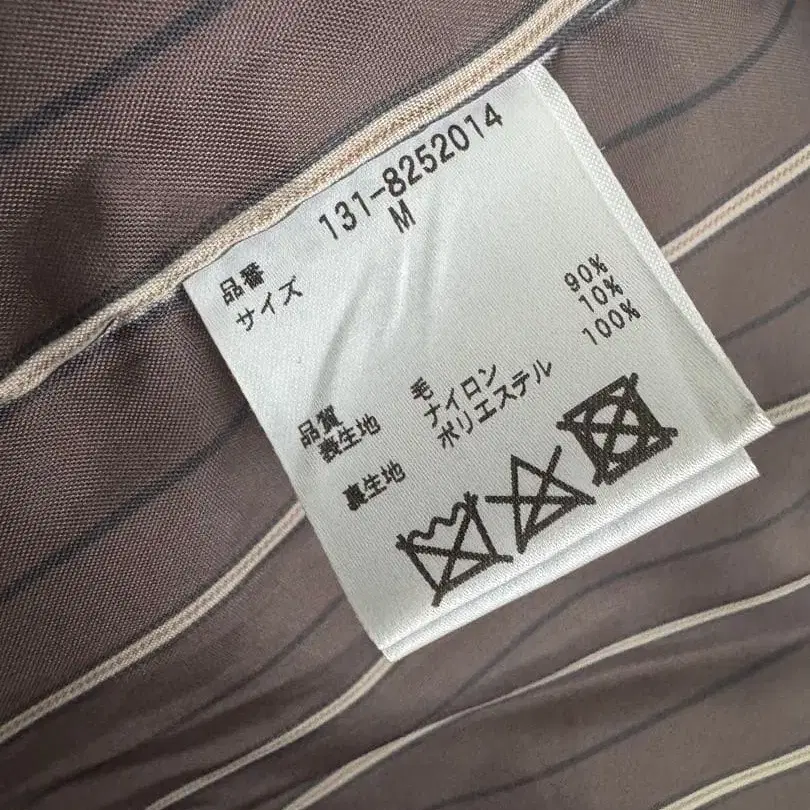 品番 131-8252014
サイズ M
品質
表生地 毛 90%
ナイロン 10%
裏生地 ポリエステル 100%